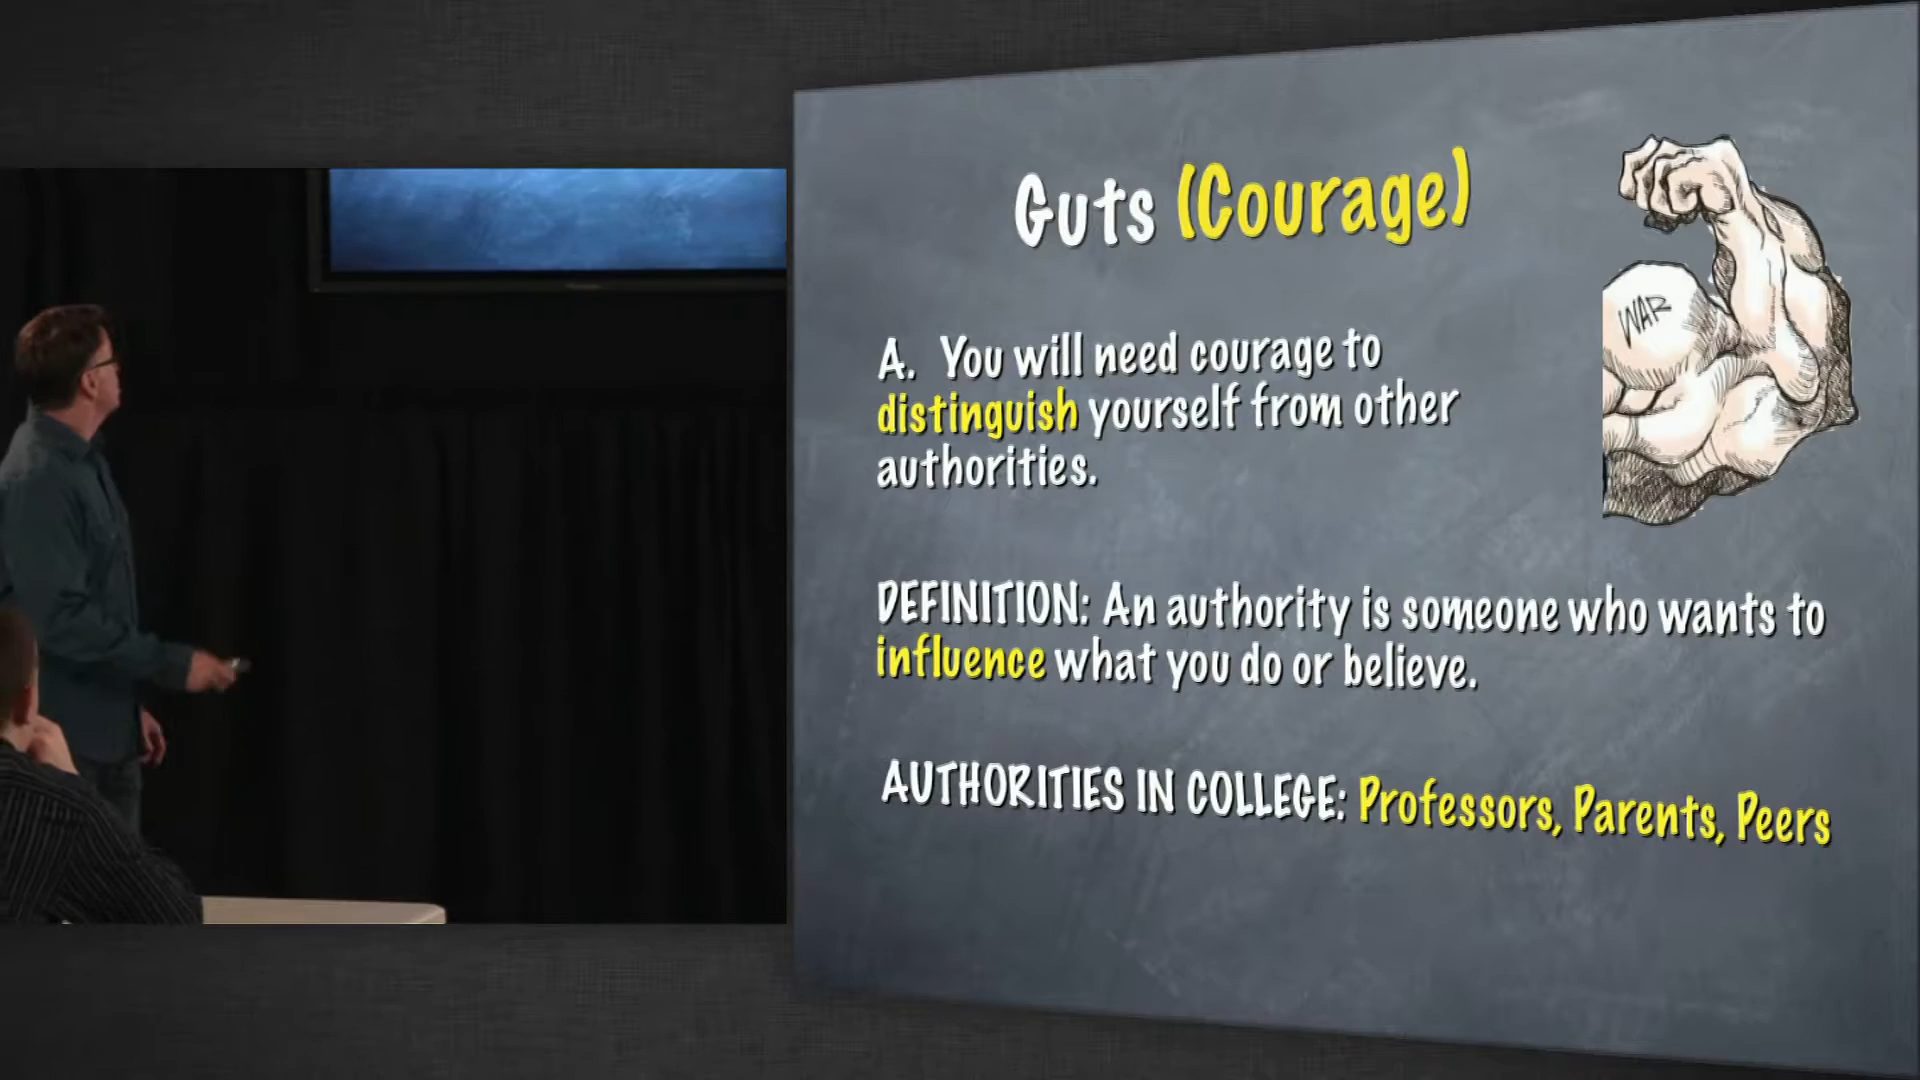 Guts (Courage)
WAR
A. You will need courage to
distinguish yourself from other
authorities.
DEFINITION: An authority is someone who wants to
influence what you do or believe.
AUTHORITIES IN COLLEGE: Professors, Parents, Peers